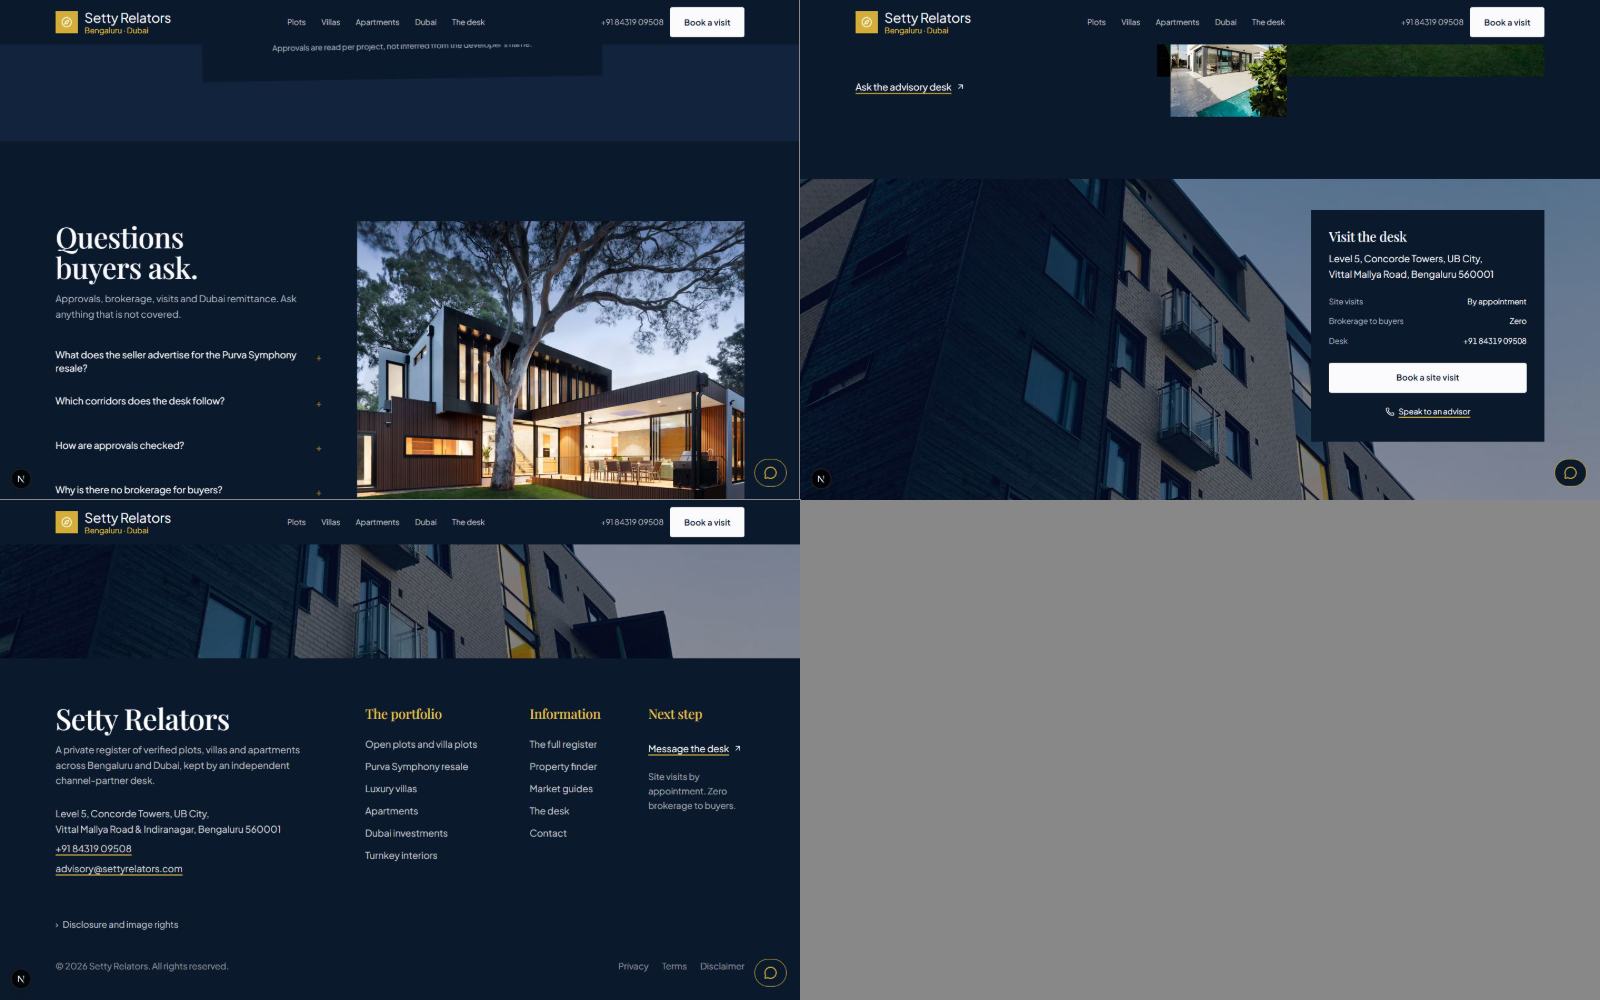 Setty Relators
Bengaluru · Dubai
Plots
Villas
Apartments
Dubai
The desk
+91 84319 09508
Book a visit
Approvals are read per project, not inferred from the developer's name.
Questions
buyers ask.
Approvals, brokerage, visits and Dubai remittance. Ask
anything that is not covered.
What does the seller advertise for the Purva Symphony
resale?
+
Which corridors does the desk follow?
+
How are approvals checked?
+
Why is there no brokerage for buyers?
+
N
Setty Relators
Bengaluru · Dubai
Plots
Villas
Apartments
Dubai
The desk
+91 84319 09508
Book a visit
Ask the advisory desk
Visit the desk
Level 5, Concorde Towers, UB City,
Vittal Mallya Road, Bengaluru 560001
Site visits
By appointment
Brokerage to buyers
Zero
Desk
+91 84319 09508
Book a site visit
Speak to an advisor
N
Setty Relators
Bengaluru · Dubai
Plots
Villas
Apartments
Dubai
The desk
+91 84319 09508
Book a visit
Setty Relators
A private register of verified plots, villas and apartments
across Bengaluru and Dubai, kept by an independent
channel-partner desk.
Level 5, Concorde Towers, UB City,
Vittal Mallya Road & Indiranagar, Bengaluru 560001
+91 84319 09508
advisory@settyrelators.com
The portfolio
Open plots and villa plots
Purva Symphony resale
Luxury villas
Apartments
Dubai investments
Turnkey interiors
Information
The full register
Property finder
Market guides
The desk
Contact
Next step
Message the desk
Site visits by
appointment. Zero
brokerage to buyers.
› Disclosure and image rights
© 2026 Setty Relators. All rights reserved.
Privacy
Terms
Disclaimer
N